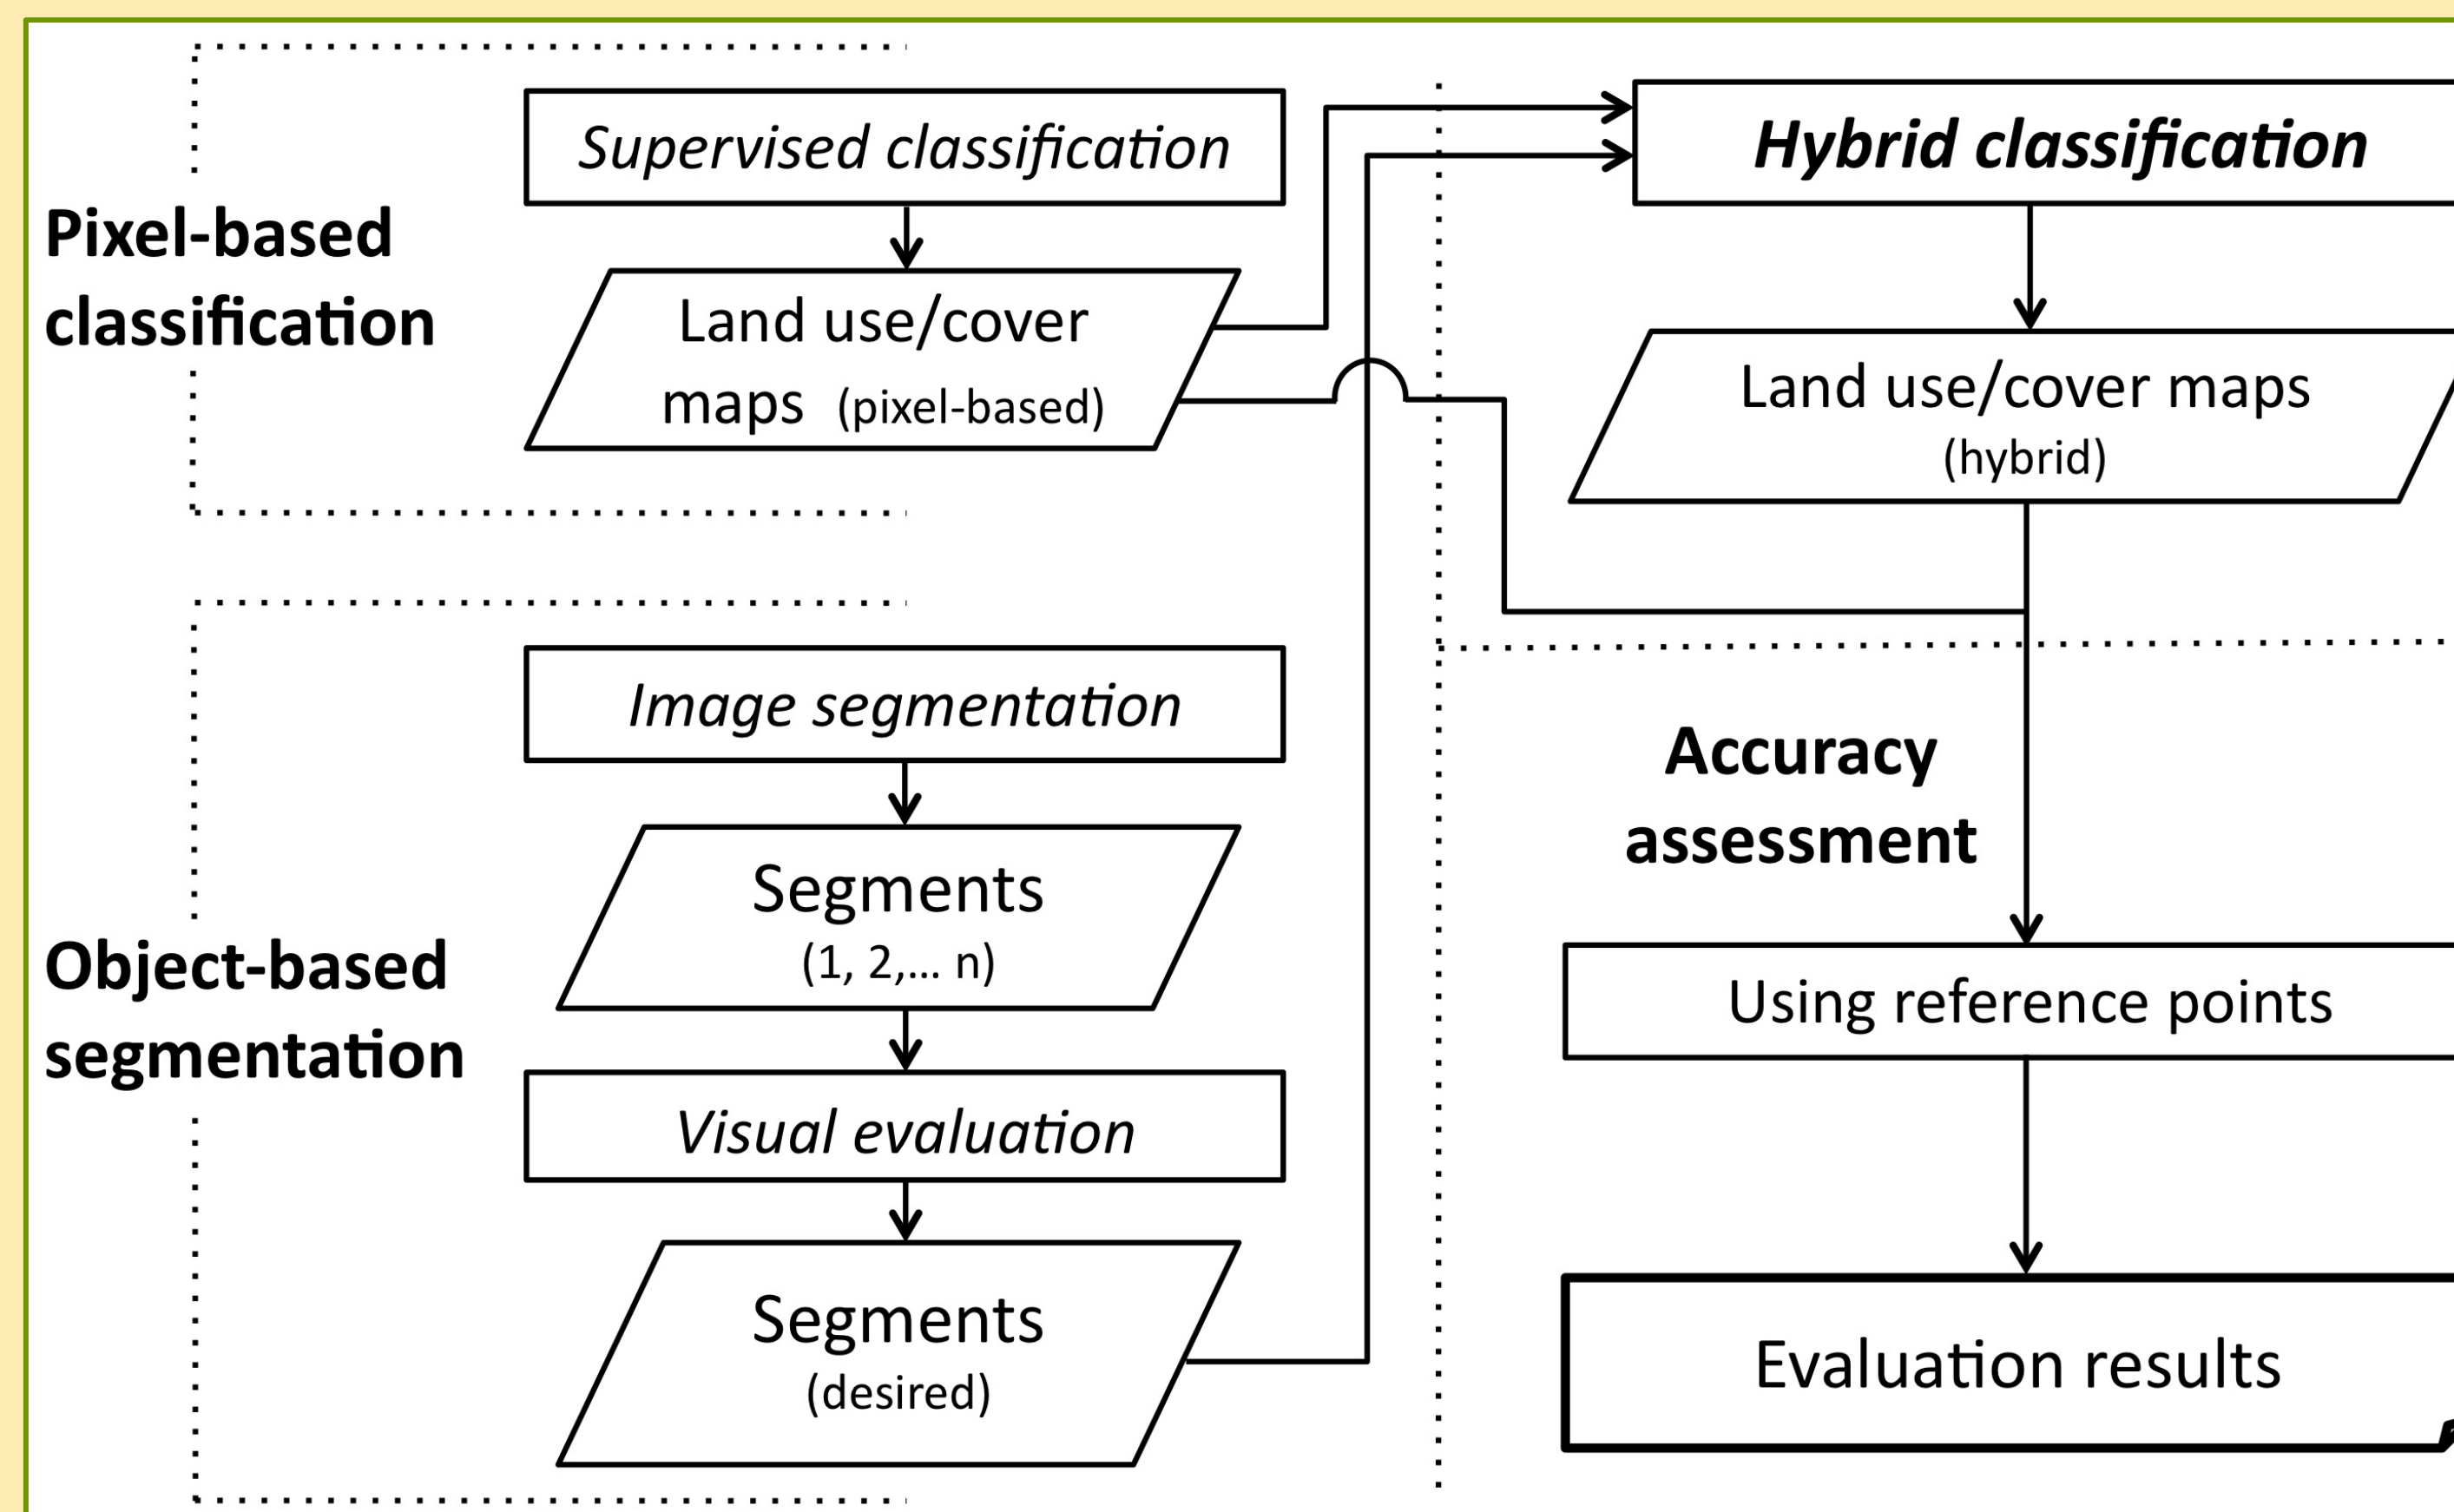 Pixel-based
classification
Supervised classification
Land use/cover
maps (pixel-based)
Object-based
segmentation
Image segmentation
Segments
(1, 2,... n)
Visual evaluation
Segments
(desired)
Hybrid classification
Land use/cover maps
(hybrid)
Accuracy
assessment
Using reference points
Evaluation results